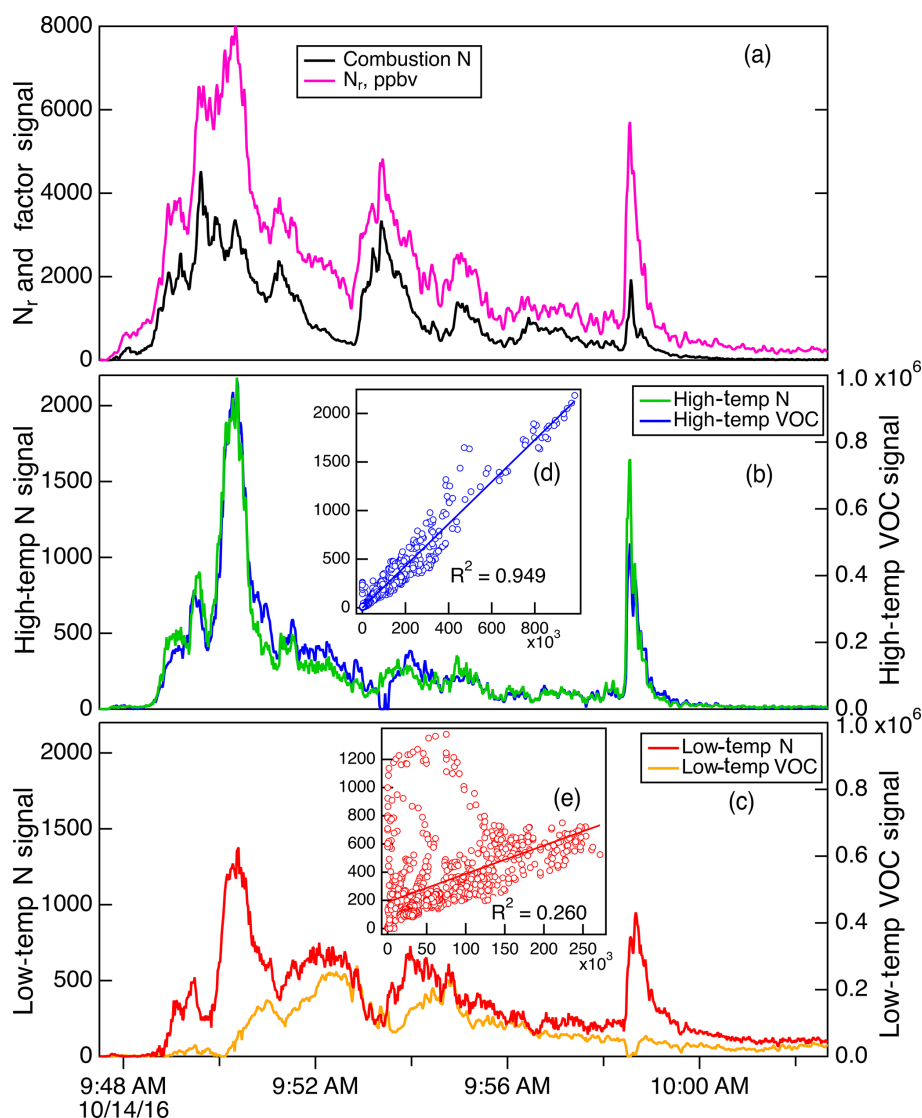 8000
6000
4000
2000
0
Nr and factor signal
Combustion N
Nr, ppbv
(a)
2000
1500
1000
500
0
High-temp N signal
High-temp N
High-temp VOC
(b)
1.0 x10⁶
0.8
0.6
0.4
0.2
0.0
High-temp VOC signal
2000
1500
1000
500
0
(d)
R² = 0.949
0 200 400 600 800
x10³
2000
1500
1000
500
0
Low-temp N signal
Low-temp N
Low-temp VOC
(c)
1.0 x10⁶
0.8
0.6
0.4
0.2
0.0
Low-temp VOC signal
1200
1000
800
600
400
200
0
(e)
R² = 0.260
0 50 100 150 200 250
x10³
9:48 AM 9:52 AM 9:56 AM 10:00 AM
10/14/16